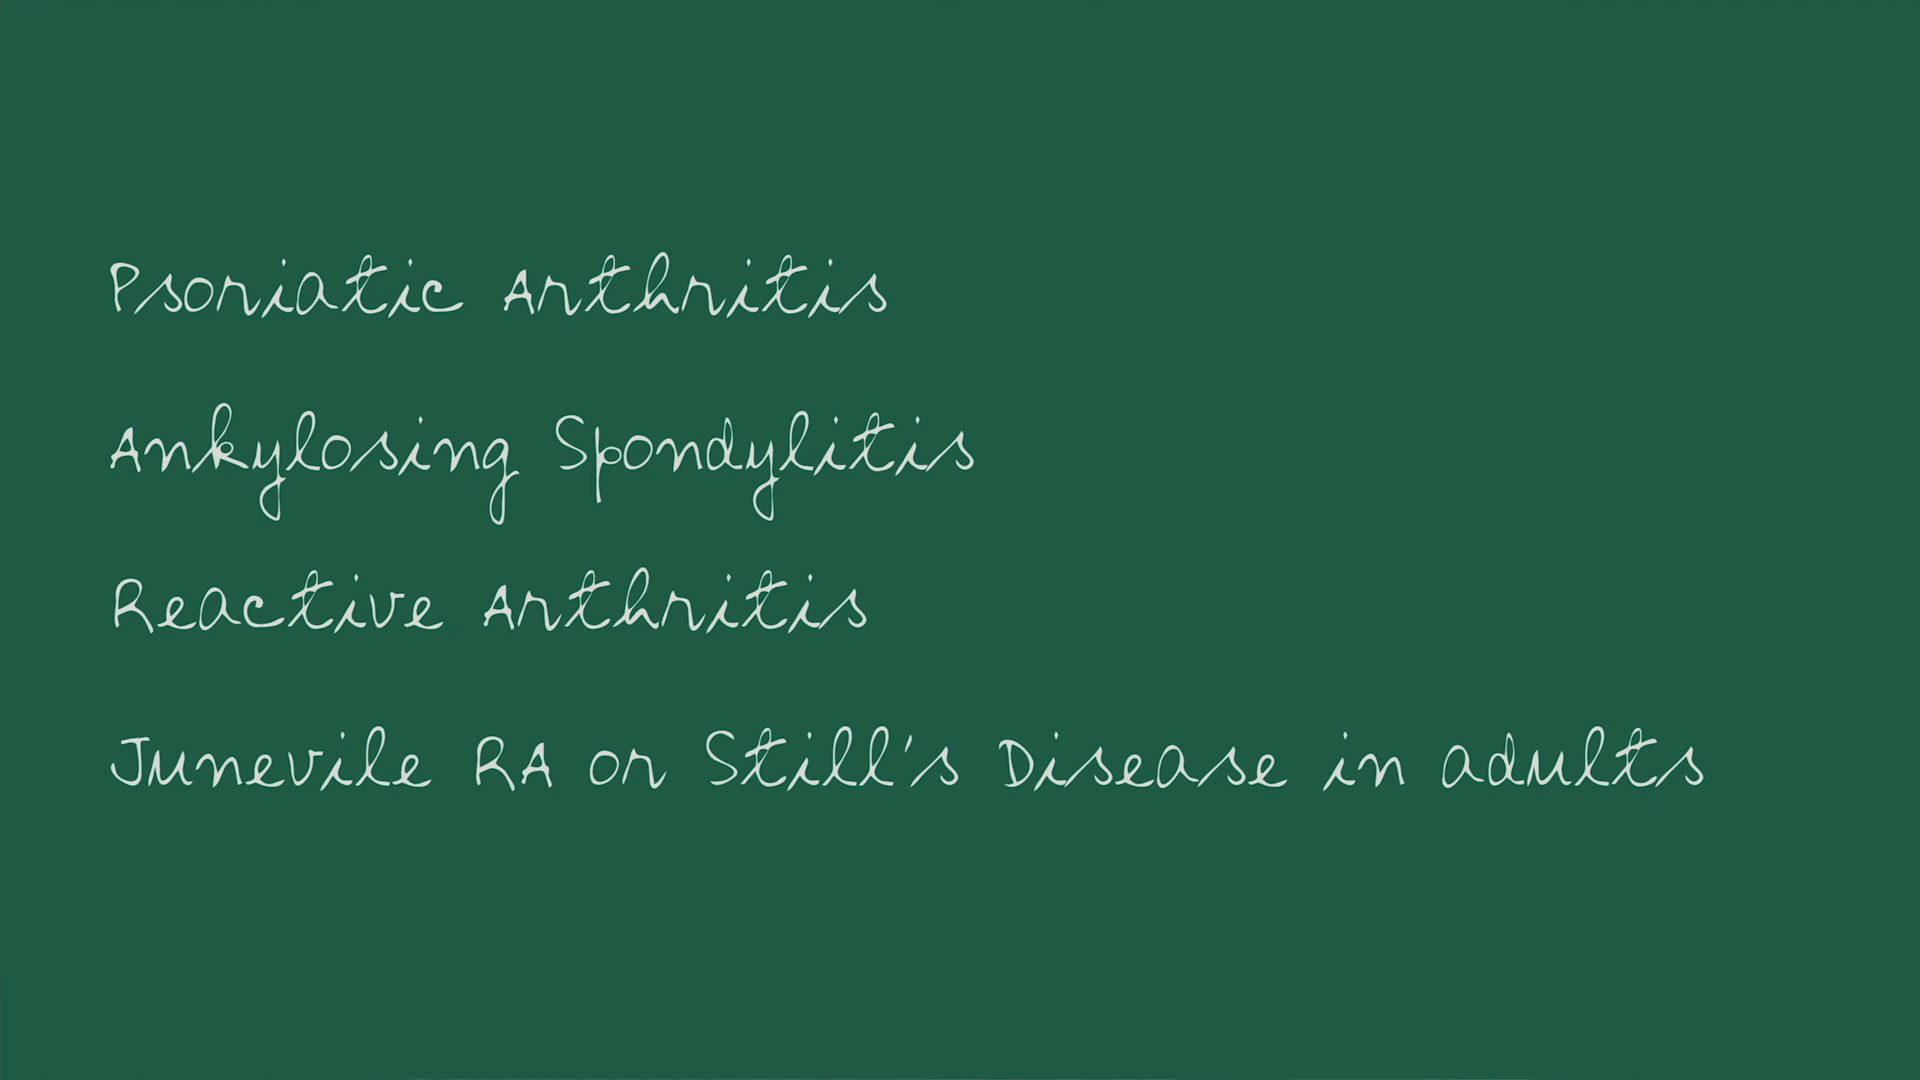 Psoriatic Arthritis
Ankylosing Spondylitis
Reactive Arthritis
Junevile RA or Still's Disease in adults